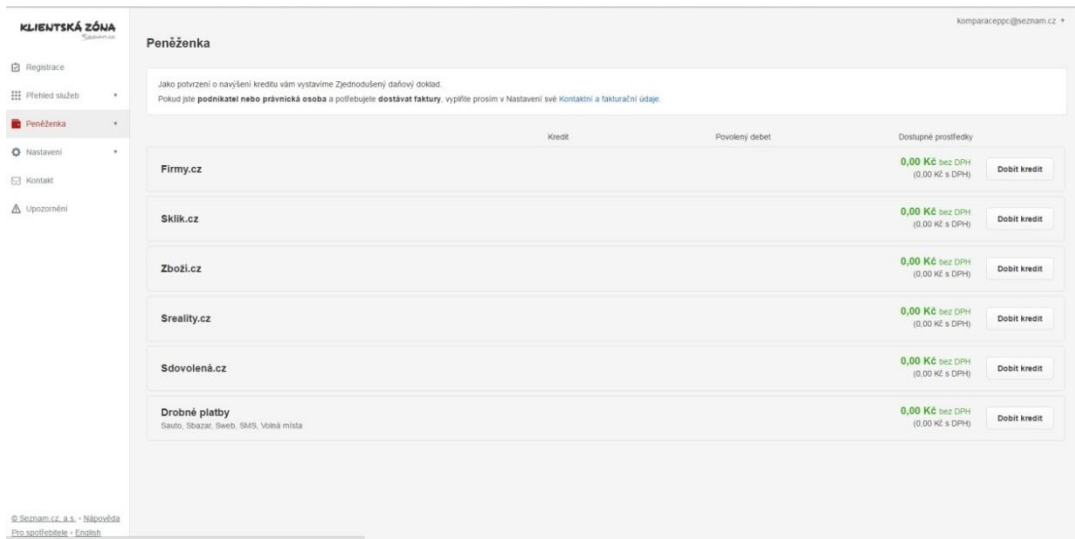 KLIENTSKÁ ZÓNA
Seznam.cz
komparaceppc@seznam.cz
Peněženka
Registrace
Přehled služeb
Peněženka
Nastavení
Kontakt
Upozornění
Jako potvrzení o navýšení kreditu vám vystavíme Zjednodušený daňový doklad.
Pokud jste podnikatel nebo právnická osoba a potřebujete dostávat faktury, vyplňte prosím v Nastavení své Kontaktní a fakturační údaje.
Kredit Povolený debet Dostupné prostředky
Firmy.cz 0,00 Kč bez DPH Dobít kredit
(0,00 Kč s DPH)
Sklik.cz 0,00 Kč bez DPH Dobít kredit
(0,00 Kč s DPH)
Zboží.cz 0,00 Kč bez DPH Dobít kredit
(0,00 Kč s DPH)
Sreality.cz 0,00 Kč bez DPH Dobít kredit
(0,00 Kč s DPH)
Sdovolená.cz 0,00 Kč bez DPH Dobít kredit
(0,00 Kč s DPH)
Drobné platby 0,00 Kč bez DPH Dobít kredit
Sauto, Sbazar, Sweb, SMS, Volná místa (0,00 Kč s DPH)
© Seznam.cz, a.s. - Nápověda
Pro spotřebitele - English